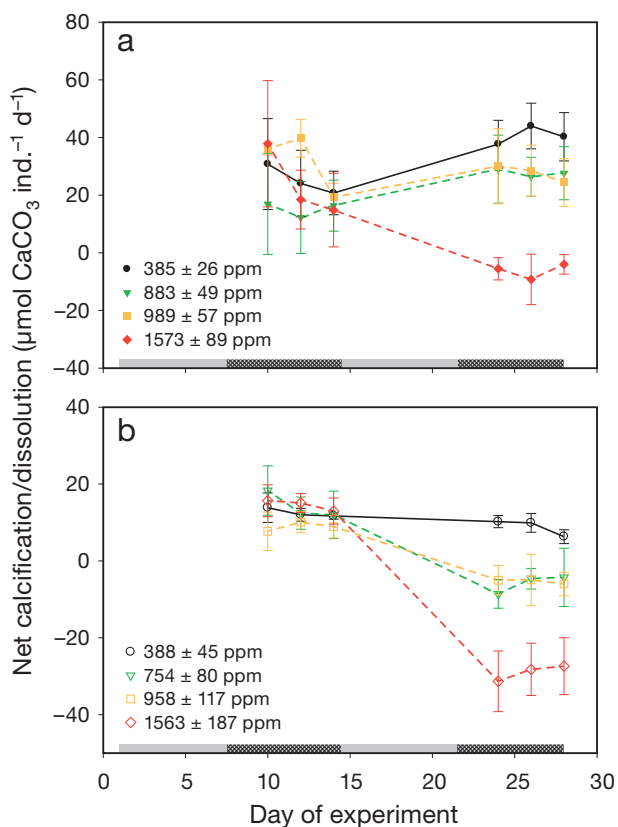 Net calcification/dissolution (µmol CaCO₃ ind.⁻¹ d⁻¹)
80
a
60
40
20
0
−20
−40
385 ± 26 ppm
883 ± 49 ppm
989 ± 57 ppm
1573 ± 89 ppm
40
b
20
0
−20
−40
388 ± 45 ppm
754 ± 80 ppm
958 ± 117 ppm
1563 ± 187 ppm
0 5 10 15 20 25 30
Day of experiment